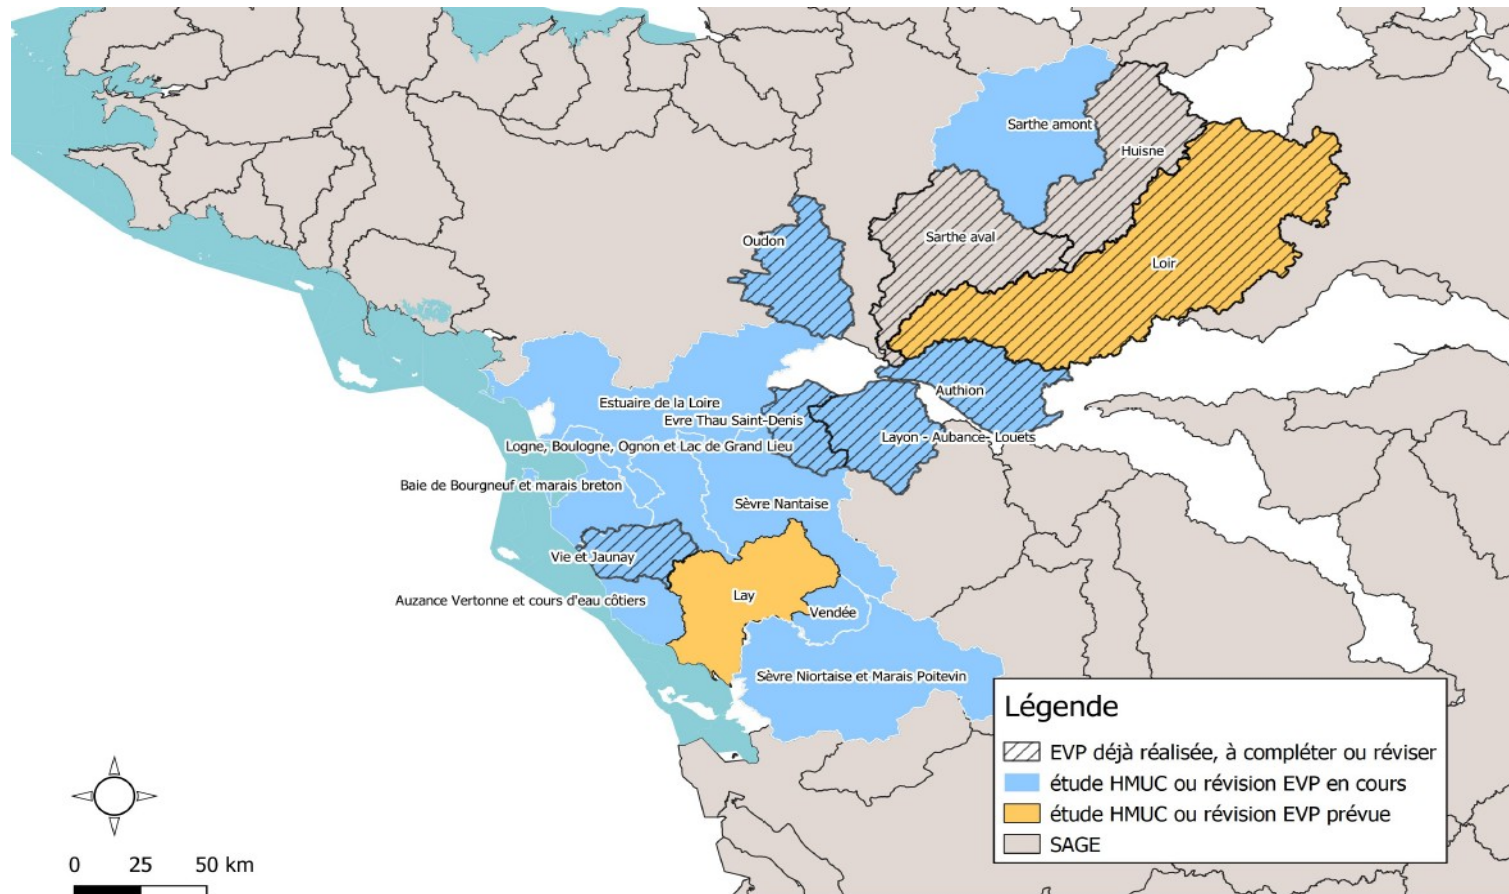 Sarthe amont
Huisne
Oudon
Sarthe aval
Loir
Authion
Estuaire de la Loire
Evre Thau Saint-Denis
Layon - Aubance- Louets
Logne, Boulogne, Ognon et Lac de Grand Lieu
Baie de Bourgneuf et marais breton
Sèvre Nantaise
Vie et Jaunay
Auzance Vertonne et cours d'eau côtiers
Lay
Vendée
Sèvre Niortaise et Marais Poitevin
Légende
EVP déjà réalisée, à compléter ou réviser
étude HMUC ou révision EVP en cours
étude HMUC ou révision EVP prévue
SAGE
0 25 50 km